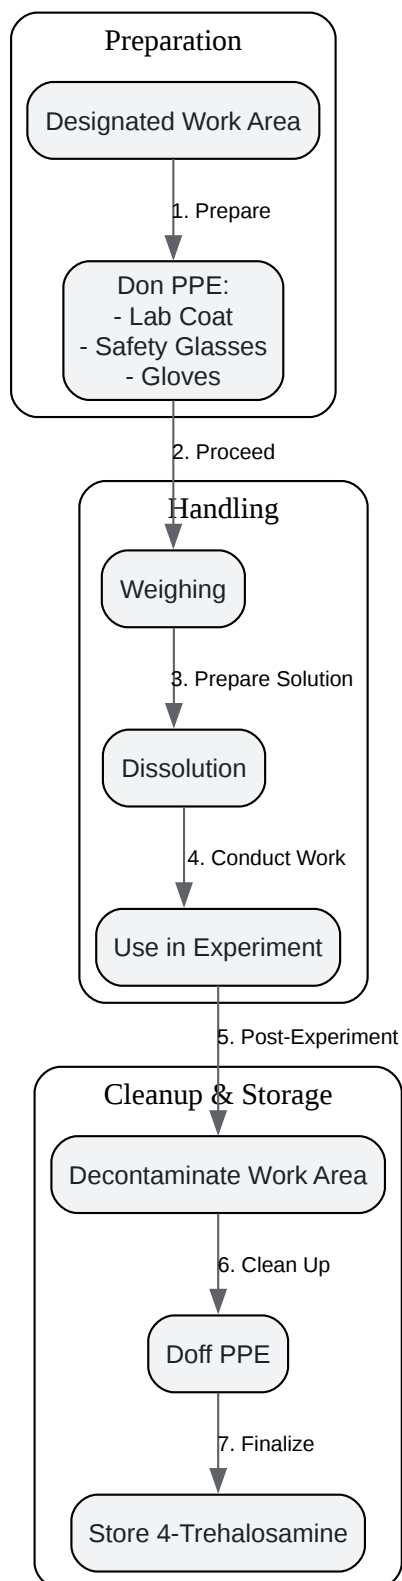 Preparation
Designated Work Area
1. Prepare
Don PPE:
- Lab Coat
- Safety Glasses
- Gloves
2. Proceed
Handling
Weighing
3. Prepare Solution
Dissolution
4. Conduct Work
Use in Experiment
5. Post-Experiment
Cleanup & Storage
Decontaminate Work Area
6. Clean Up
Doff PPE
7. Finalize
Store 4-Trehalosamine